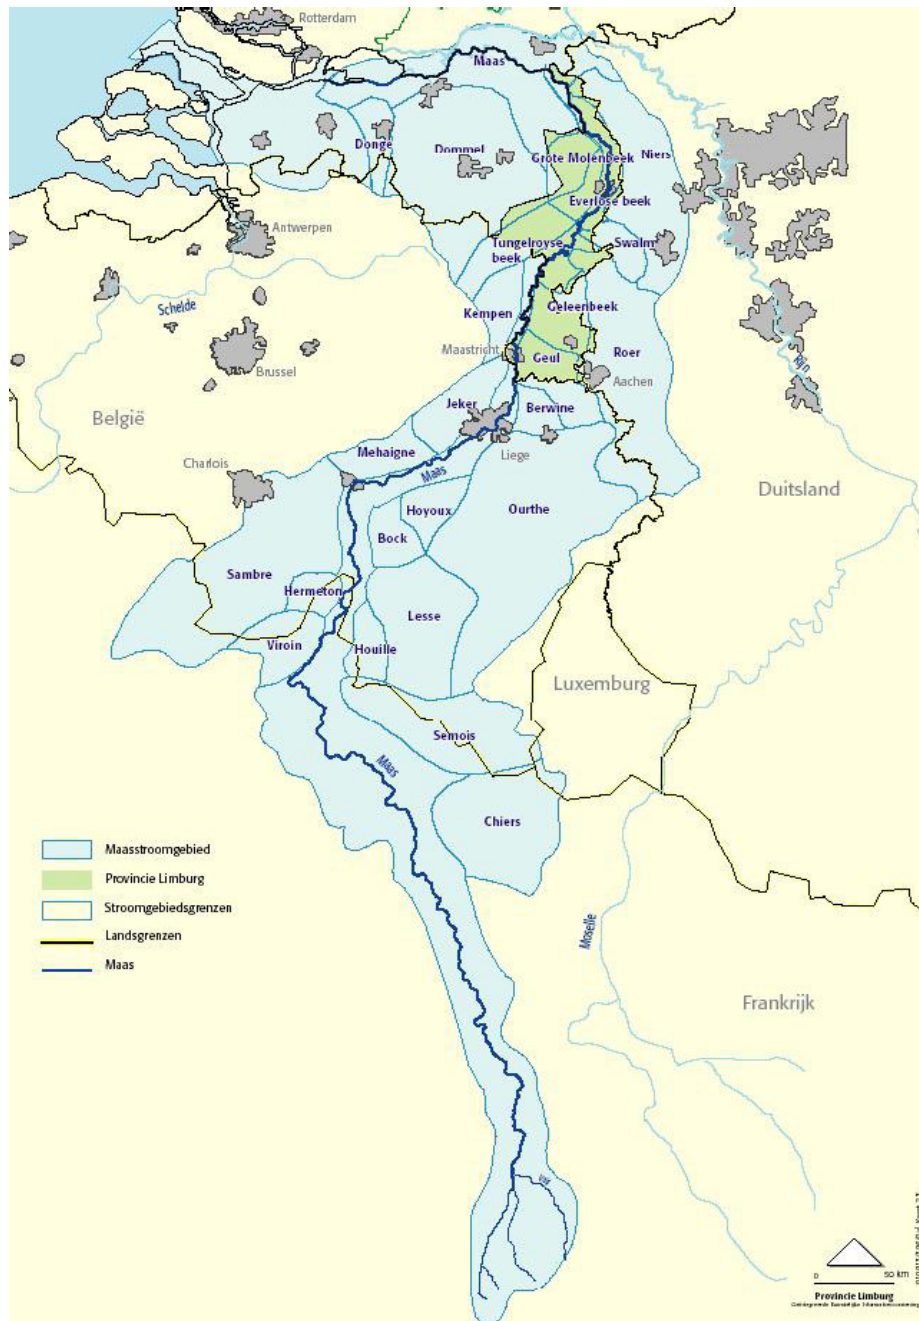 Rotterdam
Maas
Donge
Dommel
Grote Molenbeek
Niers
Everlose beek
Antwerpen
Tungelroyse
beek
Swalm
Schelde
Kempen
Geleenbeek
Maastricht
Geul
Roer
Rijn
Brussel
Aachen
België
Jeker
Berwine
Mehaigne
Liege
Charlois
Maas
Duitsland
Hoyoux
Ourthe
Bock
Sambre
Hermeton
Lesse
Viroin
Houille
Luxemburg
Semois
Maas
Chiers
Maasstroomgebied
Provincie Limburg
Stroomgebiedsgrenzen
Landsgrenzen
Maas
Moselle
Frankrijk
0 50 km
Provincie Limburg